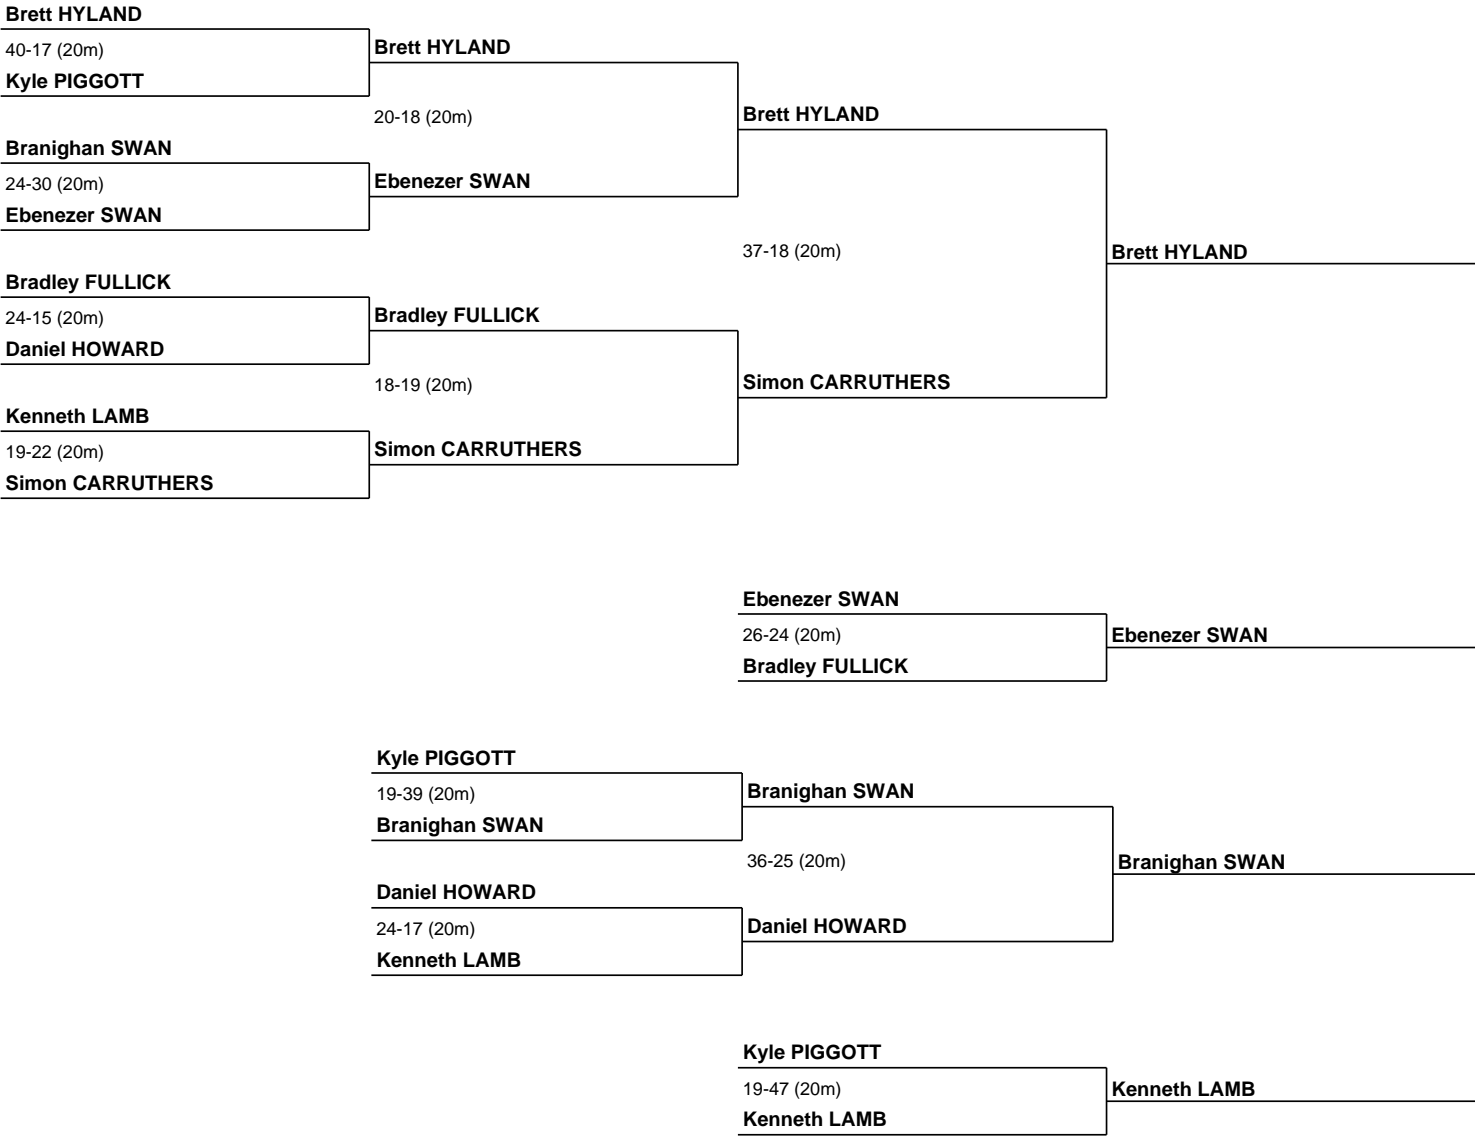 Brett HYLAND
40-17 (20m)
Kyle PIGGOTT
Brett HYLAND
20-18 (20m)
Branighan SWAN
24-30 (20m)
Ebenezer SWAN
Ebenezer SWAN
Brett HYLAND
37-18 (20m)
Brett HYLAND
Bradley FULLICK
24-15 (20m)
Daniel HOWARD
Bradley FULLICK
18-19 (20m)
Simon CARRUTHERS
Kenneth LAMB
19-22 (20m)
Simon CARRUTHERS
Simon CARRUTHERS
Ebenezer SWAN
26-24 (20m)
Bradley FULLICK
Ebenezer SWAN
Kyle PIGGOTT
19-39 (20m)
Branighan SWAN
Branighan SWAN
36-25 (20m)
Branighan SWAN
Daniel HOWARD
24-17 (20m)
Kenneth LAMB
Daniel HOWARD
Kyle PIGGOTT
19-47 (20m)
Kenneth LAMB
Kenneth LAMB